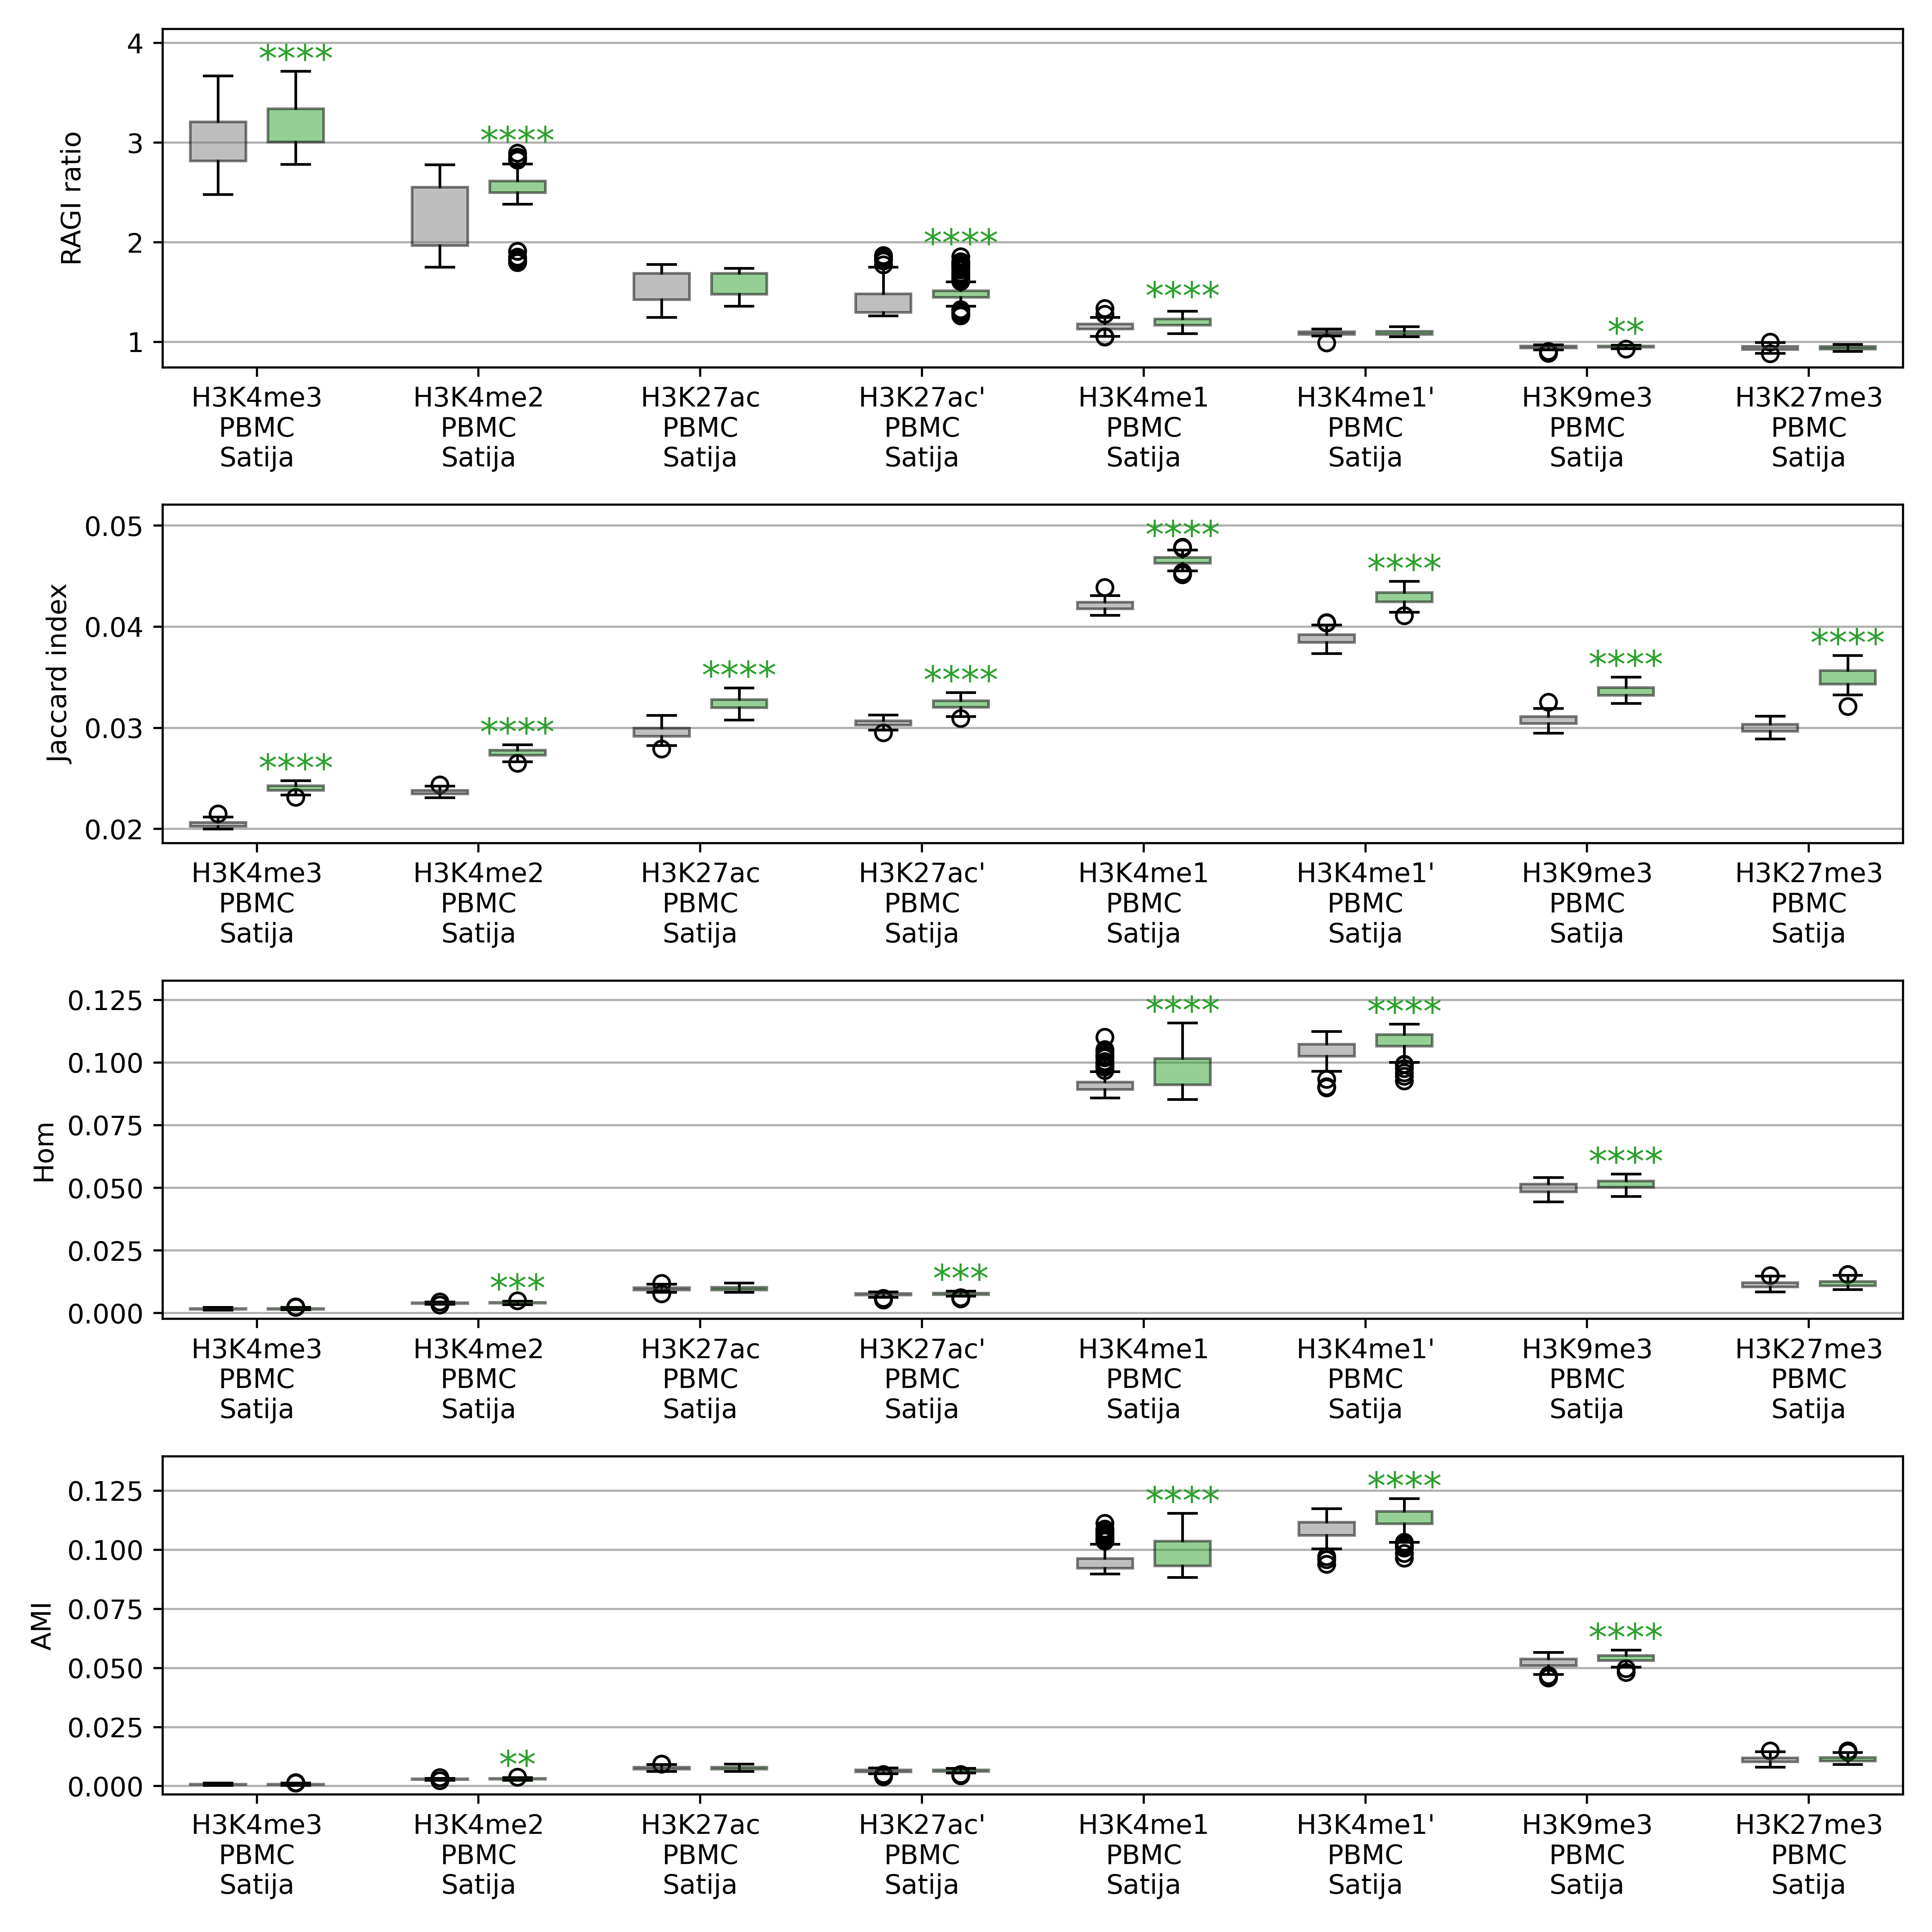 RAGI ratio
4
3
2
1
**** **** **** **** **
H3K4me3 H3K4me2 H3K27ac H3K27ac' H3K4me1 H3K4me1' H3K9me3 H3K27me3
PBMC PBMC PBMC PBMC PBMC PBMC PBMC PBMC
Satija Satija Satija Satija Satija Satija Satija Satija
Jaccard index
0.05
0.04
0.03
0.02
**** **** **** **** **** **** **** ****
H3K4me3 H3K4me2 H3K27ac H3K27ac' H3K4me1 H3K4me1' H3K9me3 H3K27me3
PBMC PBMC PBMC PBMC PBMC PBMC PBMC PBMC
Satija Satija Satija Satija Satija Satija Satija Satija
Hom
0.125
0.100
0.075
0.050
0.025
0.000
*** *** **** **** ****
H3K4me3 H3K4me2 H3K27ac H3K27ac' H3K4me1 H3K4me1' H3K9me3 H3K27me3
PBMC PBMC PBMC PBMC PBMC PBMC PBMC PBMC
Satija Satija Satija Satija Satija Satija Satija Satija
AMI
0.125
0.100
0.075
0.050
0.025
0.000
** **** **** ****
H3K4me3 H3K4me2 H3K27ac H3K27ac' H3K4me1 H3K4me1' H3K9me3 H3K27me3
PBMC PBMC PBMC PBMC PBMC PBMC PBMC PBMC
Satija Satija Satija Satija Satija Satija Satija Satija